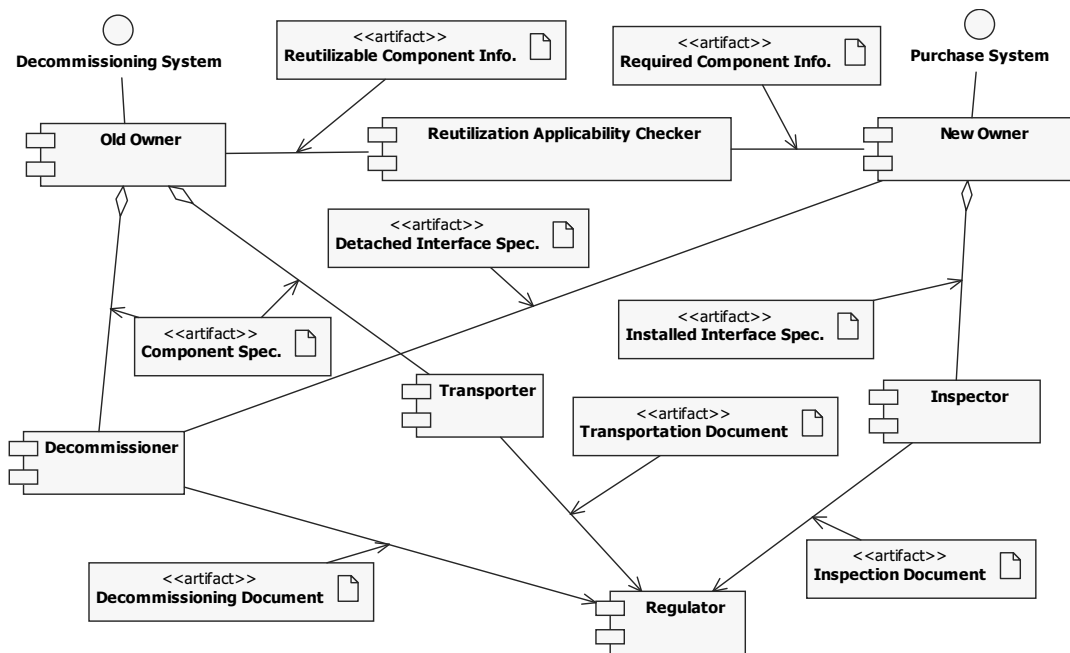 Decommissioning System
<<artifact>>
Reutilizable Component Info.
<<artifact>>
Required Component Info.
Purchase System
Old Owner
Reutilization Applicability Checker
New Owner
<<artifact>>
Detached Interface Spec.
<<artifact>>
Component Spec.
<<artifact>>
Installed Interface Spec.
Transporter
Inspector
<<artifact>>
Transportation Document
Decommissioner
<<artifact>>
Decommissioning Document
<<artifact>>
Inspection Document
Regulator